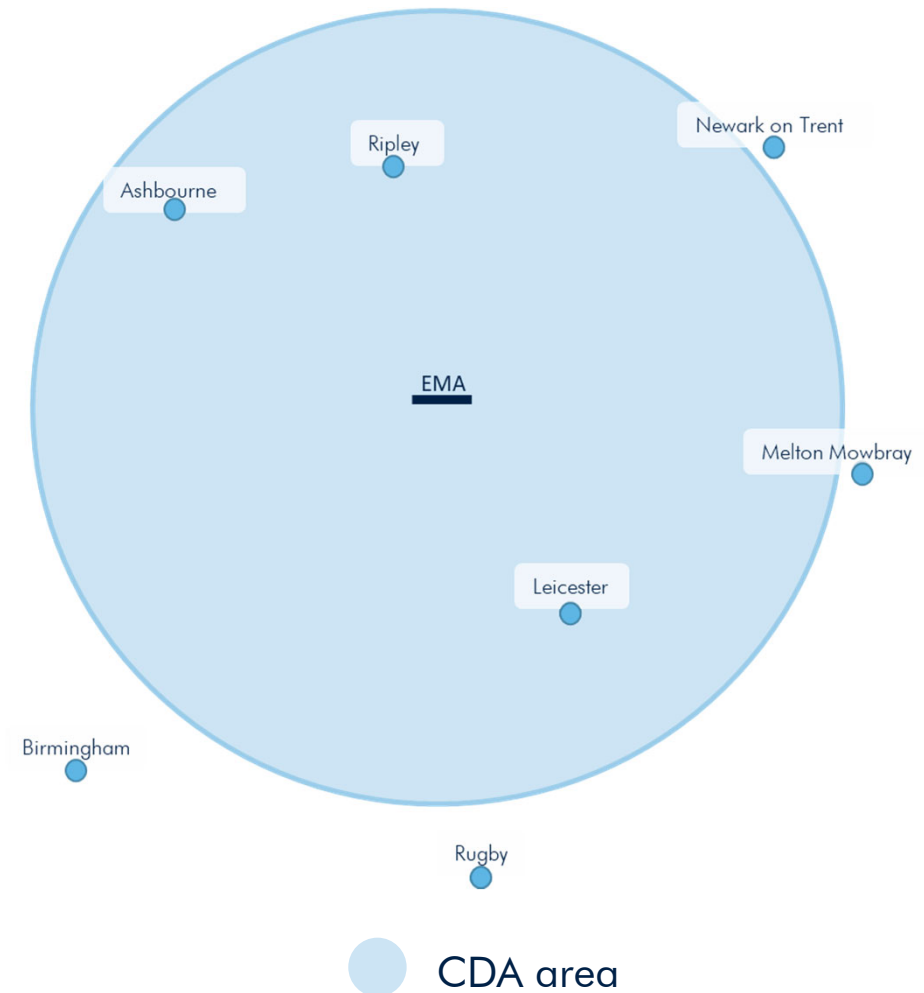 Newark on Trent
Ripley
Ashbourne
EMA
Melton Mowbray
Leicester
Birmingham
Rugby
CDA area